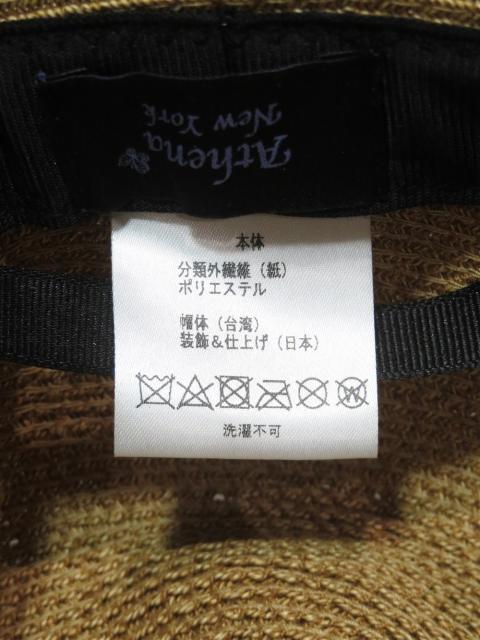 Athena
New York
本体
分類外繊維（紙）
ポリエステル
帽体（台湾）
装飾＆仕上げ（日本）
W
洗濯不可